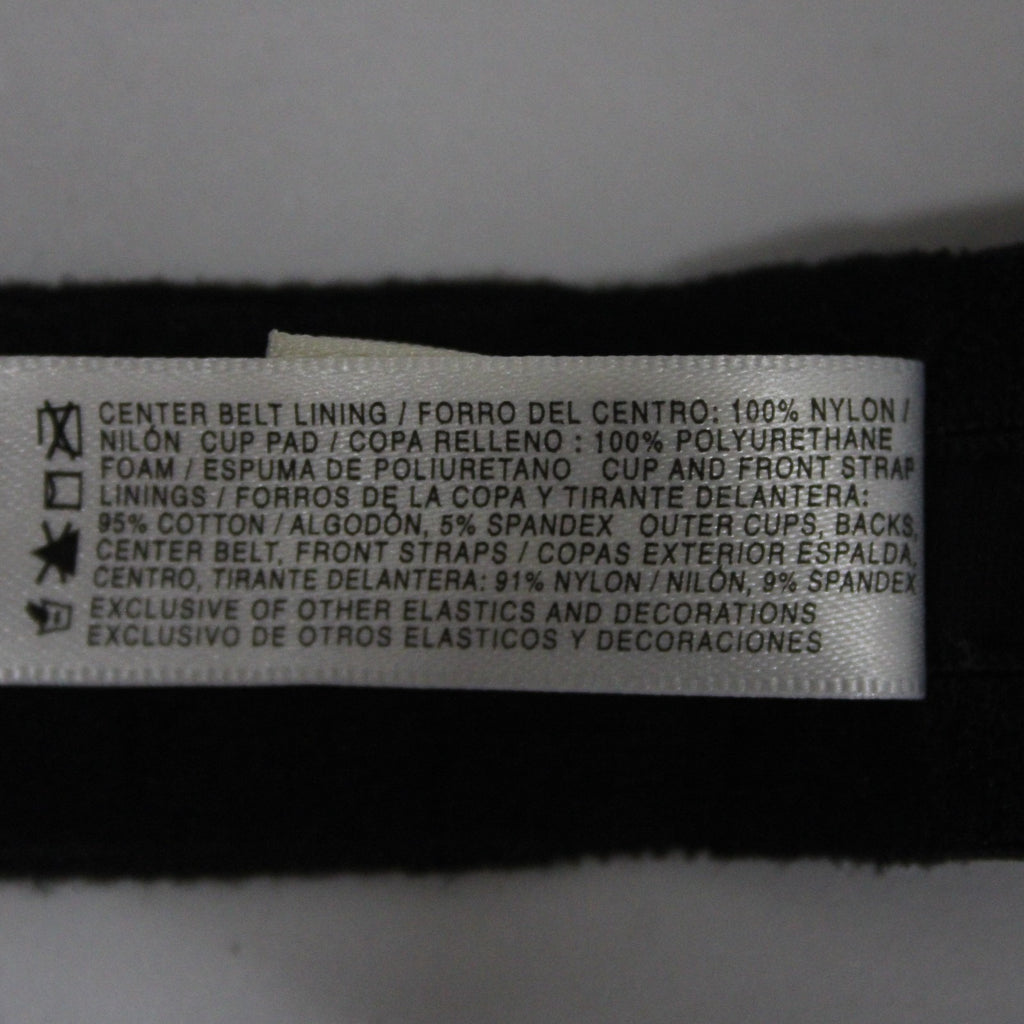 CENTER BELT LINING / FORRO DEL CENTRO: 100% NYLON /
NILÓN CUP PAD / COPA RELLENO : 100% POLYURETHANE
FOAM / ESPUMA DE POLIURETANO CUP AND FRONT STRAP
LININGS / FORROS DE LA COPA Y TIRANTE DELANTERA:
95% COTTON / ALGODÓN, 5% SPANDEX OUTER CUPS, BACKS,
CENTER BELT, FRONT STRAPS / COPAS EXTERIOR ESPALDA,
CENTRO, TIRANTE DELANTERA: 91% NYLON / NILÓN, 9% SPANDEX
EXCLUSIVE OF OTHER ELASTICS AND DECORATIONS
EXCLUSIVO DE OTROS ELASTICOS Y DECORACIONES